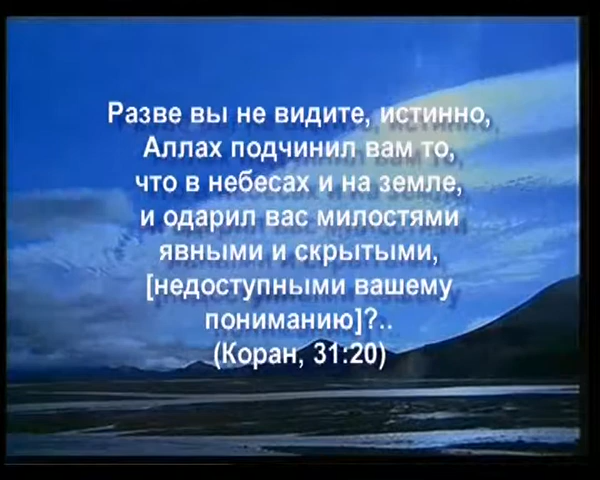 Разве вы не видите, истинно,
Аллах подчинил вам то,
что в небесах и на земле,
и одарил вас милостями
явными и скрытыми,
[недоступными вашему
пониманию]?..
(Коран, 31:20)